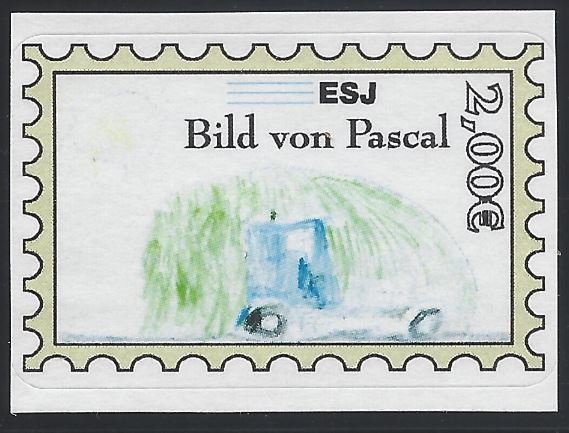 ESJ
Bild von Pascal
2,00€